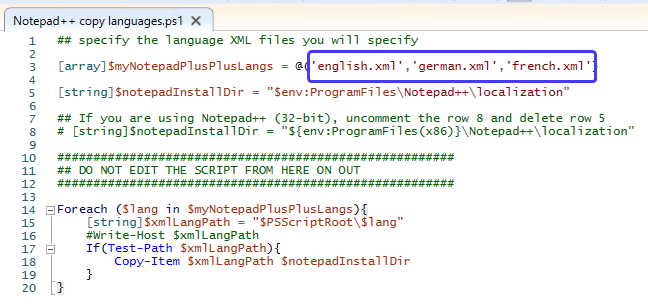 Notepad++ copy languages.ps1
1 ## specify the language XML files you will specify
2
3 [array]$myNotepadPlusPlusLangs = @('english.xml','german.xml','french.xml')
4
5 [string]$notepadInstallDir = "$env:ProgramFiles\Notepad++\localization"
6
7 ## If you are using Notepad++ (32-bit), uncomment the row 8 and delete row 5
8 # [string]$notepadInstallDir = "${env:ProgramFiles(x86)}\Notepad++\localization"
9
10 #######################################################
11 ## DO NOT EDIT THE SCRIPT FROM HERE ON OUT
12 #######################################################
13
14 Foreach ($lang in $myNotepadPlusPlusLangs){
15 [string]$xmlLangPath = "$PSScriptRoot\$lang"
16 #Write-Host $xmlLangPath
17 If(Test-Path $xmlLangPath){
18 Copy-Item $xmlLangPath $notepadInstallDir
19 }
20 }